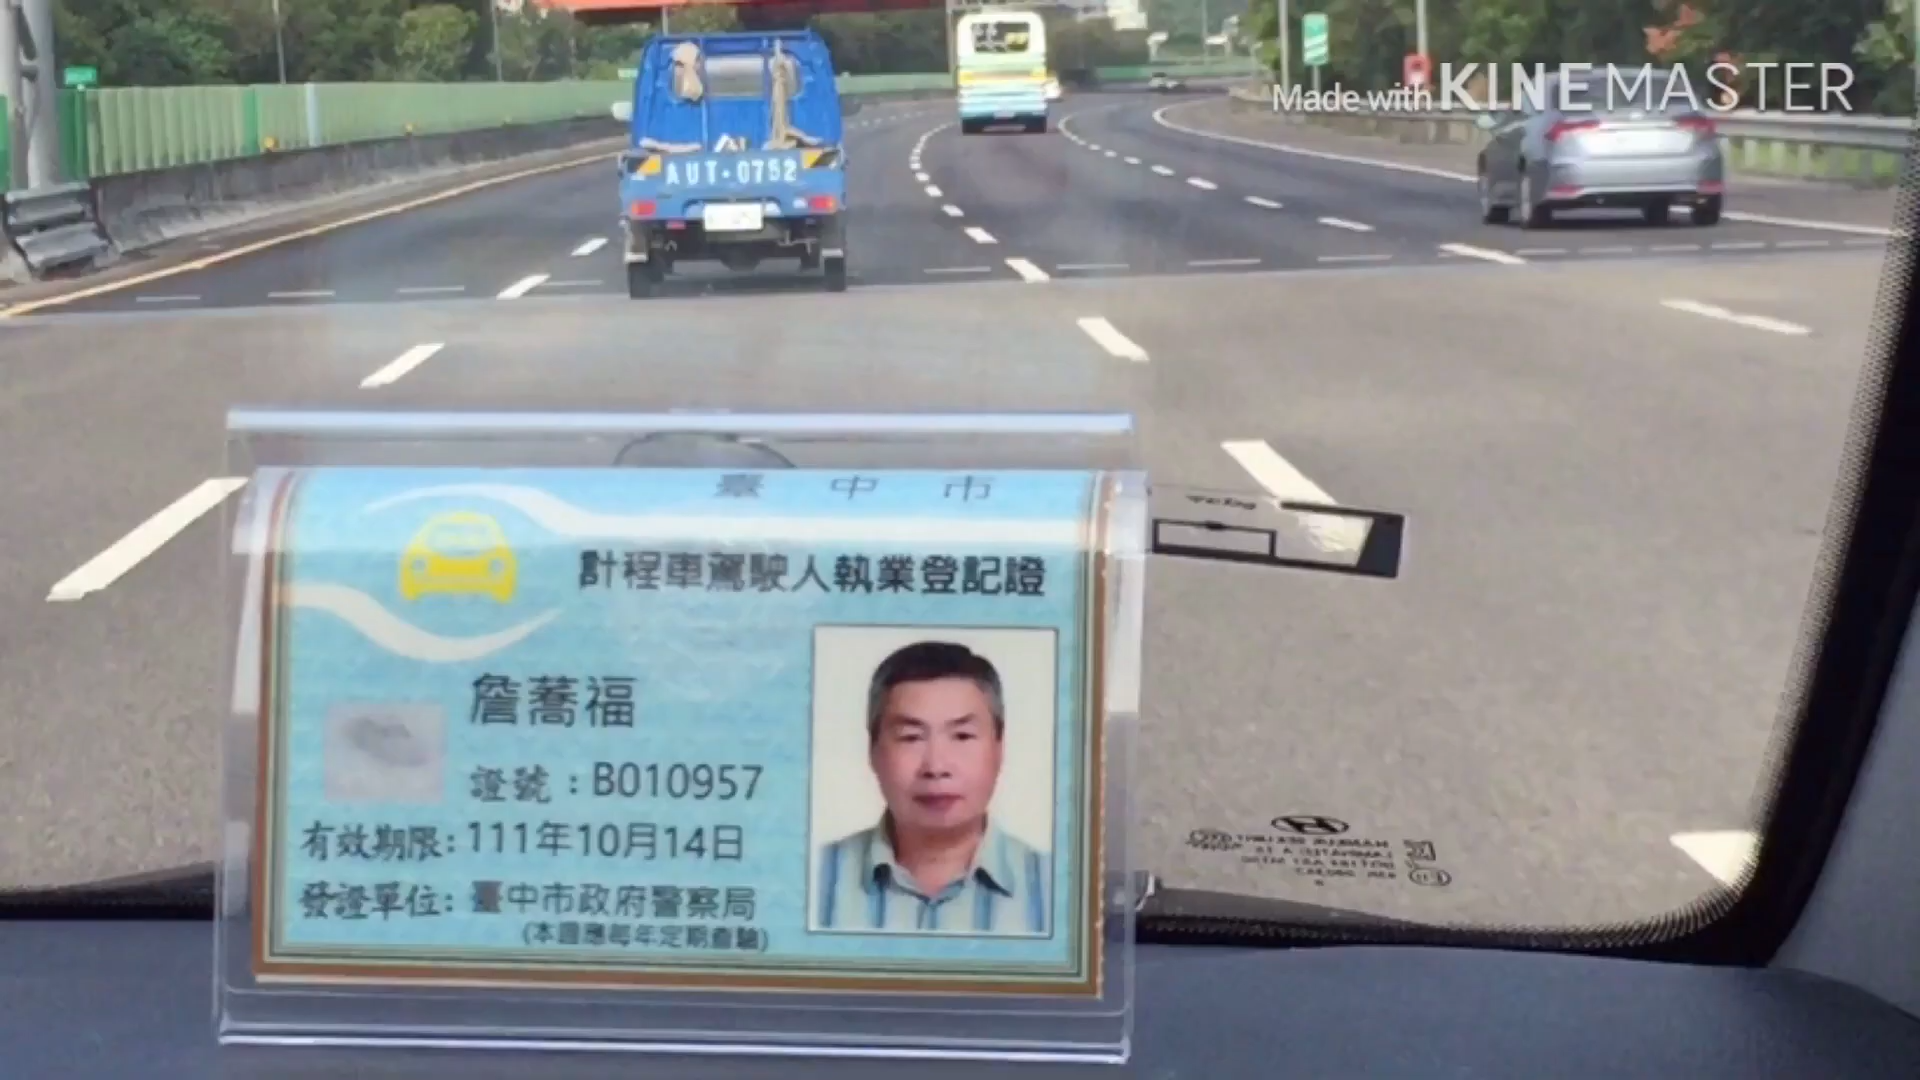 Made with KINEMASTER
AUT-0752
臺中市
計程車駕駛人執業登記證
詹蕎福
證號：B010957
有效期限：111年10月14日
發證單位：臺中市政府警察局
(本證應每年定期查驗)